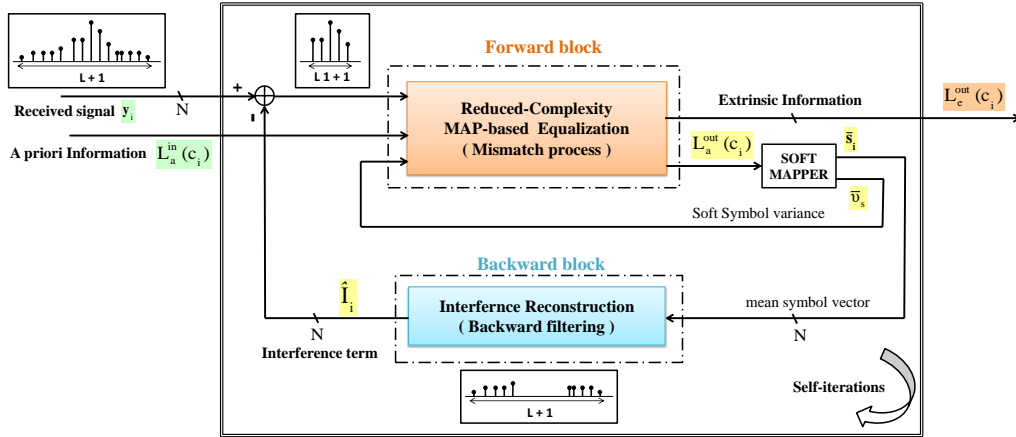 L + 1
L 1 + 1
Forward block
+
-
N
Received signal y_i
A priori Information L_a^in (c_i)
Reduced-Complexity
MAP-based Equalization
( Mismatch process )
Extrinsic Information
L_e^out (c_i)
L_a^out (c_i)
SOFT
MAPPER
s̅_i
υ̅_s
Soft Symbol variance
Backward block
Î_i
Interfernce Reconstruction
( Backward filtering )
mean symbol vector
N
N
Interference term
Self-iterations
L + 1